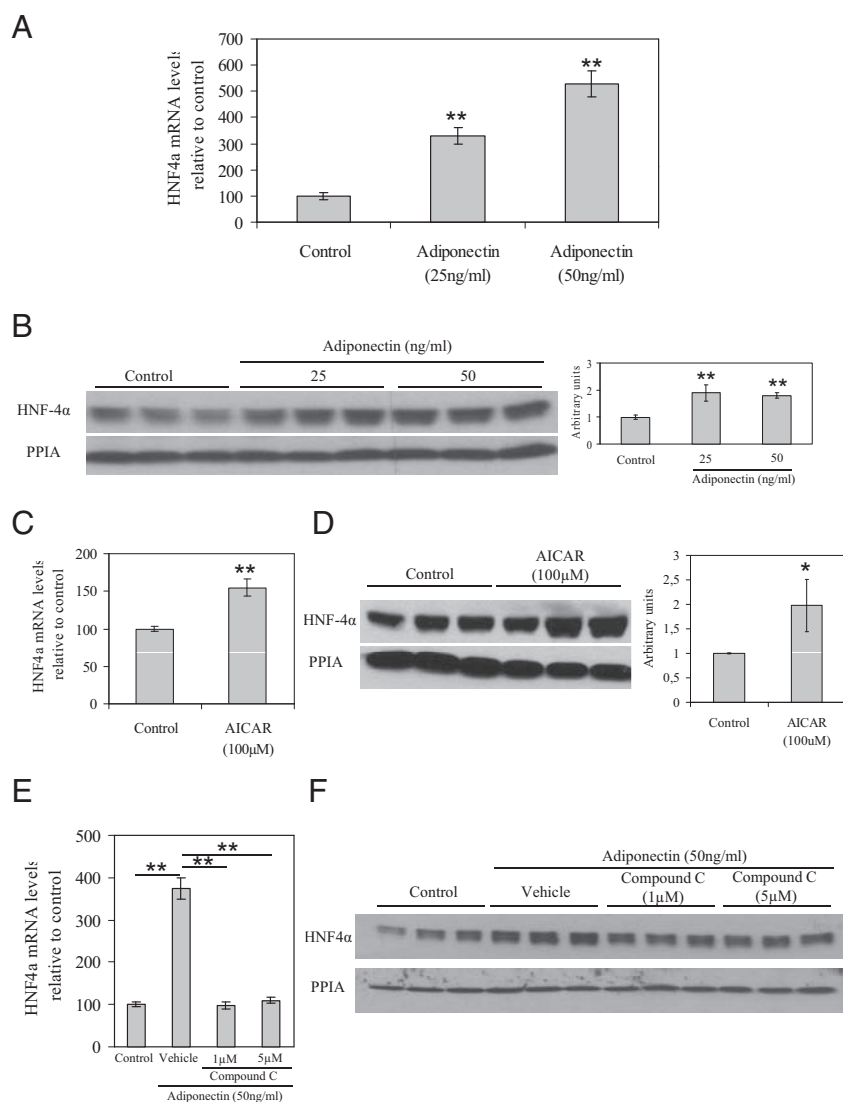 A
HNF4a mRNA levels
relative to control
700
600
500
400
300
200
100
0
**
**
Control
Adiponectin
(25ng/ml)
Adiponectin
(50ng/ml)
B
Adiponectin (ng/ml)
Control
25
50
HNF-4α
PPIA
Arbitrary units
3
2
1
0
**
**
Control
25
50
Adiponectin (ng/ml)
C
HNF4a mRNA levels
relative to control
200
150
100
50
0
**
Control
AICAR
(100µM)
D
Control
AICAR
(100µM)
HNF-4α
PPIA
Arbitrary units
3
2,5
2
1,5
1
0,5
0
*
Control
AICAR
(100uM)
E
HNF4a mRNA levels
relative to control
500
400
300
200
100
0
**
**
**
Control
Vehicle
1µM
5µM
Compound C
Adiponectin (50ng/ml)
F
Adiponectin (50ng/ml)
Control
Vehicle
Compound C
(1µM)
Compound C
(5µM)
HNF4α
PPIA